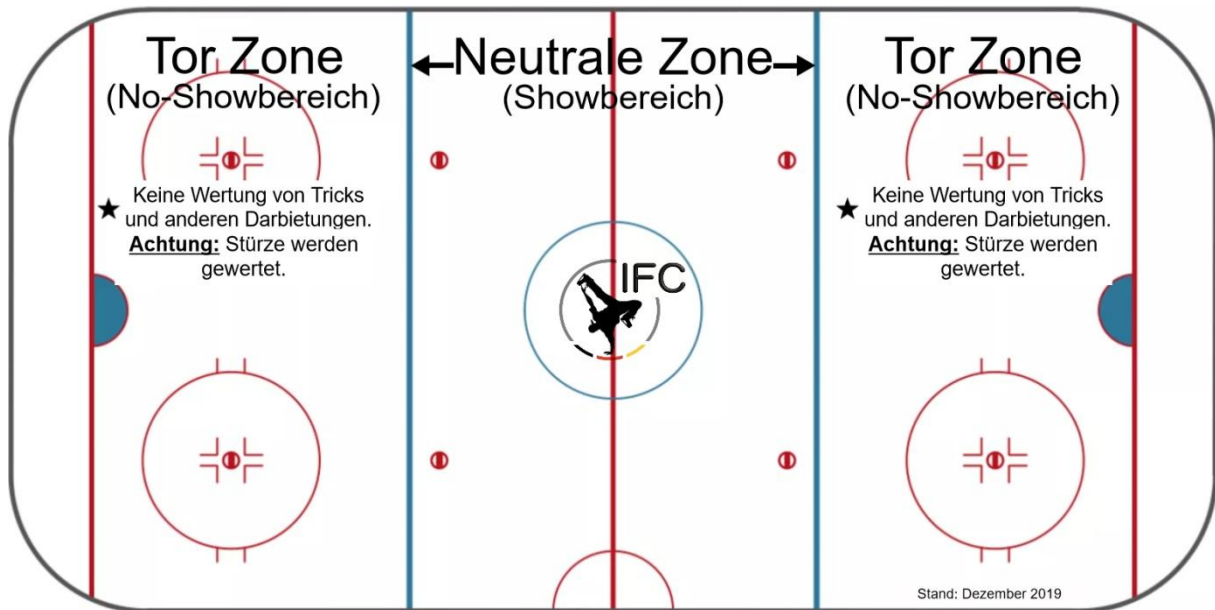 Tor Zone
(No-Showbereich)
Neutrale Zone
(Showbereich)
Tor Zone
(No-Showbereich)
Keine Wertung von Tricks
und anderen Darbietungen.
Achtung: Stürze werden
gewertet.
IFC
Keine Wertung von Tricks
und anderen Darbietungen.
Achtung: Stürze werden
gewertet.
Stand: Dezember 2019